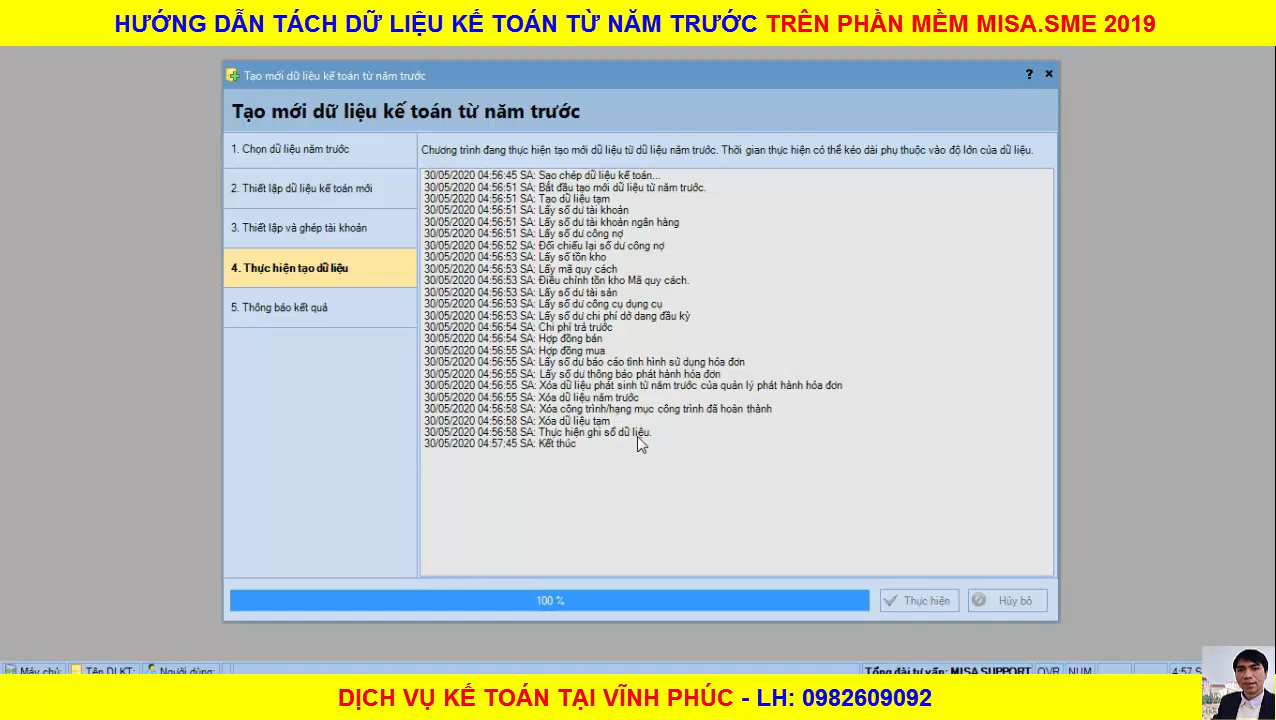 HƯỚNG DẪN TÁCH DỮ LIỆU KẾ TOÁN TỪ NĂM TRƯỚC TRÊN PHẦN MỀM MISA.SME 2019
Tạo mới dữ liệu kế toán từ năm trước
? ×
Tạo mới dữ liệu kế toán từ năm trước
1. Chọn dữ liệu năm trước
2. Thiết lập dữ liệu kế toán mới
3. Thiết lập và ghép tài khoản
4. Thực hiện tạo dữ liệu
5. Thông báo kết quả
Chương trình đang thực hiện tạo mới dữ liệu từ dữ liệu năm trước. Thời gian thực hiện có thể kéo dài phụ thuộc vào độ lớn của dữ liệu.
30/05/2020 04:56:45 SA: Sao chép dữ liệu kế toán...
30/05/2020 04:56:51 SA: Bắt đầu tạo mới dữ liệu từ năm trước.
30/05/2020 04:56:51 SA: Tạo dữ liệu tạm
30/05/2020 04:56:51 SA: Lấy số dư tài khoản
30/05/2020 04:56:51 SA: Lấy số dư tài khoản ngân hàng
30/05/2020 04:56:51 SA: Lấy số dư công nợ
30/05/2020 04:56:52 SA: Đối chiếu lại số dư công nợ
30/05/2020 04:56:53 SA: Lấy số tồn kho
30/05/2020 04:56:53 SA: Lấy mã quy cách
30/05/2020 04:56:53 SA: Điều chỉnh tồn kho Mã quy cách.
30/05/2020 04:56:53 SA: Lấy số dư tài sản
30/05/2020 04:56:53 SA: Lấy số dư công cụ dụng cụ
30/05/2020 04:56:53 SA: Lấy số dư chi phí dở dang đầu kỳ
30/05/2020 04:56:54 SA: Chi phí trả trước
30/05/2020 04:56:54 SA: Hợp đồng bán
30/05/2020 04:56:55 SA: Hợp đồng mua
30/05/2020 04:56:55 SA: Lấy số dư báo cáo tình hình sử dụng hóa đơn
30/05/2020 04:56:55 SA: Lấy số dư thông báo phát hành hóa đơn
30/05/2020 04:56:55 SA: Xóa dữ liệu phát sinh từ năm trước của quản lý phát hành hóa đơn
30/05/2020 04:56:55 SA: Xóa dữ liệu năm trước
30/05/2020 04:56:58 SA: Xóa công trình/hạng mục công trình đã hoàn thành
30/05/2020 04:56:58 SA: Xóa dữ liệu tạm
30/05/2020 04:56:58 SA: Thực hiện ghi sổ dữ liệu.
30/05/2020 04:57:45 SA: Kết thúc
100 %
Thực hiện
Hủy bỏ
Máy chủ: Tên DLKT: Người dùng: Tổng đài tư vấn: MISA SUPPORT OVR NUM 4:57 S
DỊCH VỤ KẾ TOÁN TẠI VĨNH PHÚC - LH: 0982609092